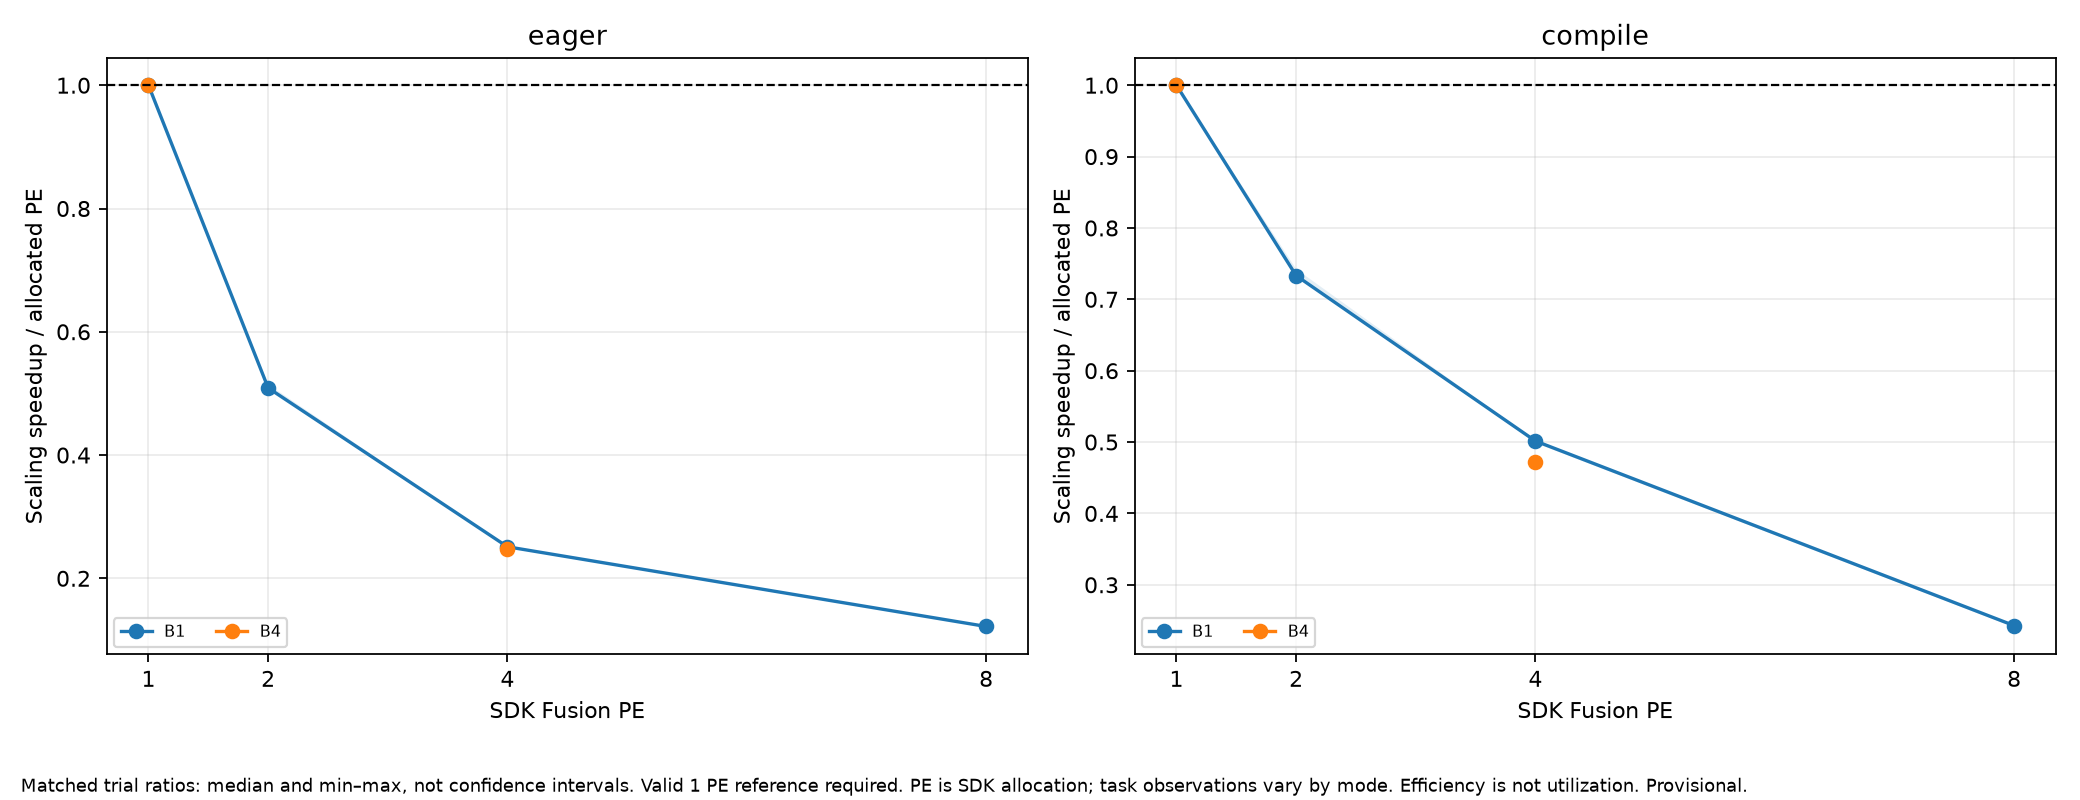 eager
Scaling speedup / allocated PE
1.0
0.8
0.6
0.4
0.2
B1 B4
1 2 4 8
SDK Fusion PE
compile
Scaling speedup / allocated PE
1.0
0.9
0.8
0.7
0.6
0.5
0.4
0.3
B1 B4
1 2 4 8
SDK Fusion PE
Matched trial ratios: median and min–max, not confidence intervals. Valid 1 PE reference required. PE is SDK allocation; task observations vary by mode. Efficiency is not utilization. Provisional.